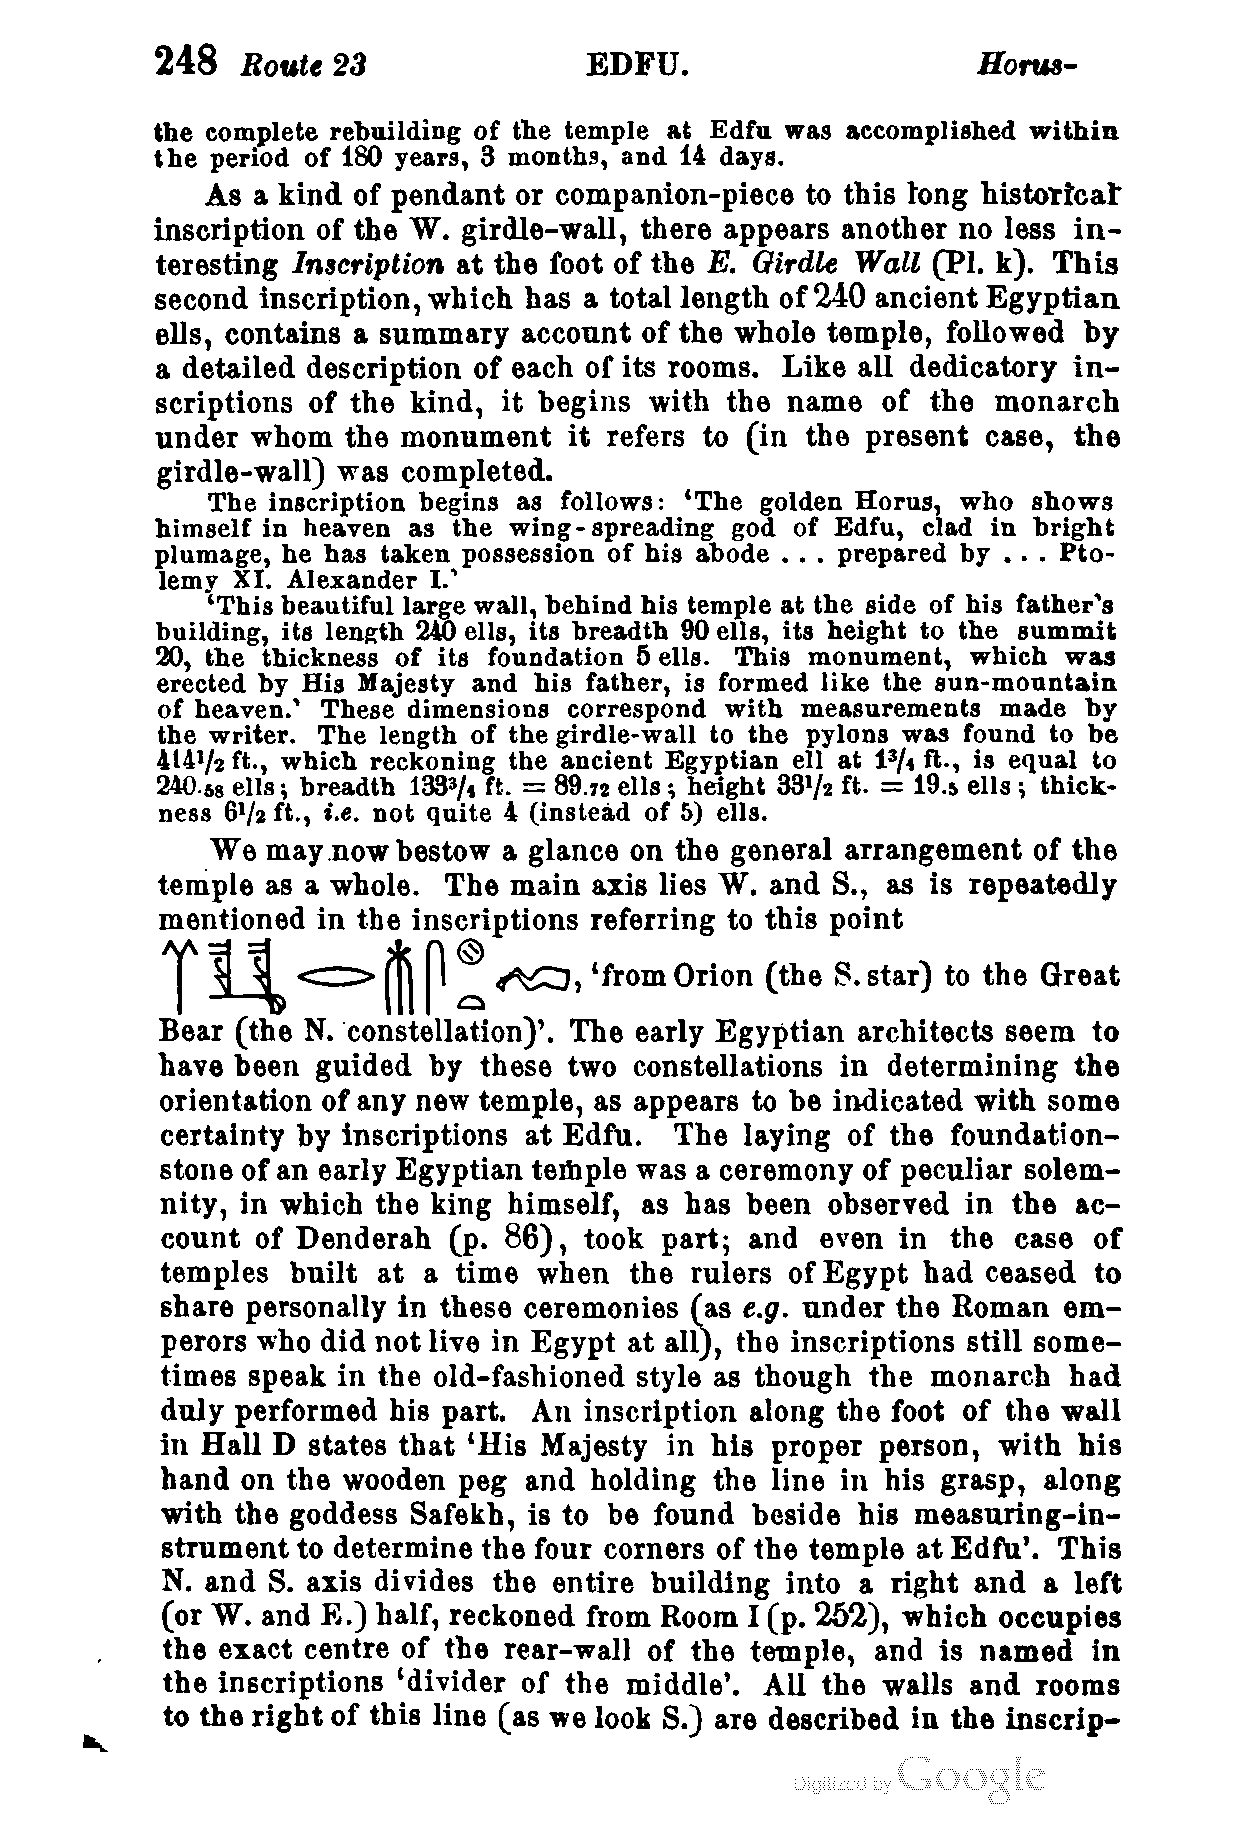 248 Route 23 EDFU. Horus-
the complete rebuilding of the temple at Edfu was accomplished within
the period of 180 years, 3 months, and 14 days.
As a kind of pendant or companion-piece to this long historical
inscription of the W. girdle-wall, there appears another no less in-
teresting Inscription at the foot of the E. Girdle Wall (Pl. k). This
second inscription, which has a total length of 240 ancient Egyptian
ells, contains a summary account of the whole temple, followed by
a detailed description of each of its rooms. Like all dedicatory in-
scriptions of the kind, it begins with the name of the monarch
under whom the monument it refers to (in the present case, the
girdle-wall) was completed.
The inscription begins as follows: ‘The golden Horus, who shows
himself in heaven as the wing-spreading god of Edfu, clad in bright
plumage, he has taken possession of his abode ... prepared by ... Pto-
lemy XI. Alexander I.’
‘This beautiful large wall, behind his temple at the side of his father’s
building, its length 240 ells, its breadth 90 ells, its height to the summit
20, the thickness of its foundation 5 ells. This monument, which was
erected by His Majesty and his father, is formed like the sun-mountain
of heaven.’ These dimensions correspond with measurements made by
the writer. The length of the girdle-wall to the pylons was found to be
414 1/2 ft., which reckoning the ancient Egyptian ell at 1 3/4 ft., is equal to
240.58 ells; breadth 133 3/4 ft. = 89.72 ells; height 33 1/2 ft. = 19.5 ells; thick-
ness 6 1/2 ft., i.e. not quite 4 (instead of 5) ells.
We may now bestow a glance on the general arrangement of the
temple as a whole. The main axis lies W. and S., as is repeatedly
mentioned in the inscriptions referring to this point
, ‘from Orion (the S. star) to the Great
Bear (the N. constellation)’. The early Egyptian architects seem to
have been guided by these two constellations in determining the
orientation of any new temple, as appears to be indicated with some
certainty by inscriptions at Edfu. The laying of the foundation-
stone of an early Egyptian temple was a ceremony of peculiar solem-
nity, in which the king himself, as has been observed in the ac-
count of Denderah (p. 86), took part; and even in the case of
temples built at a time when the rulers of Egypt had ceased to
share personally in these ceremonies (as e.g. under the Roman em-
perors who did not live in Egypt at all), the inscriptions still some-
times speak in the old-fashioned style as though the monarch had
duly performed his part. An inscription along the foot of the wall
in Hall D states that ‘His Majesty in his proper person, with his
hand on the wooden peg and holding the line in his grasp, along
with the goddess Safekh, is to be found beside his measuring-in-
strument to determine the four corners of the temple at Edfu’. This
N. and S. axis divides the entire building into a right and a left
(or W. and E.) half, reckoned from Room I (p. 252), which occupies
the exact centre of the rear-wall of the temple, and is named in
the inscriptions ‘divider of the middle’. All the walls and rooms
to the right of this line (as we look S.) are described in the inscrip-
Digitized by Google